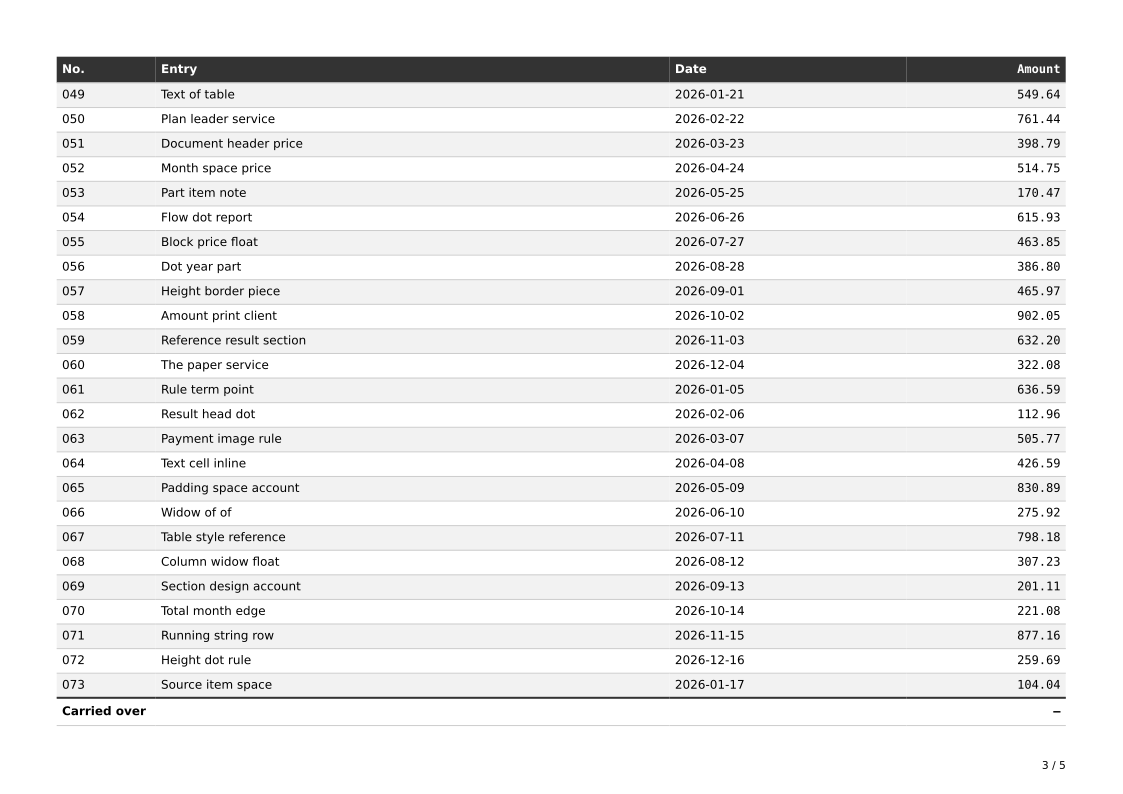 No. Entry Date Amount
049 Text of table 2026-01-21 549.64
050 Plan leader service 2026-02-22 761.44
051 Document header price 2026-03-23 398.79
052 Month space price 2026-04-24 514.75
053 Part item note 2026-05-25 170.47
054 Flow dot report 2026-06-26 615.93
055 Block price float 2026-07-27 463.85
056 Dot year part 2026-08-28 386.80
057 Height border piece 2026-09-01 465.97
058 Amount print client 2026-10-02 902.05
059 Reference result section 2026-11-03 632.20
060 The paper service 2026-12-04 322.08
061 Rule term point 2026-01-05 636.59
062 Result head dot 2026-02-06 112.96
063 Payment image rule 2026-03-07 505.77
064 Text cell inline 2026-04-08 426.59
065 Padding space account 2026-05-09 830.89
066 Widow of of 2026-06-10 275.92
067 Table style reference 2026-07-11 798.18
068 Column widow float 2026-08-12 307.23
069 Section design account 2026-09-13 201.11
070 Total month edge 2026-10-14 221.08
071 Running string row 2026-11-15 877.16
072 Height dot rule 2026-12-16 259.69
073 Source item space 2026-01-17 104.04
Carried over –
3 / 5